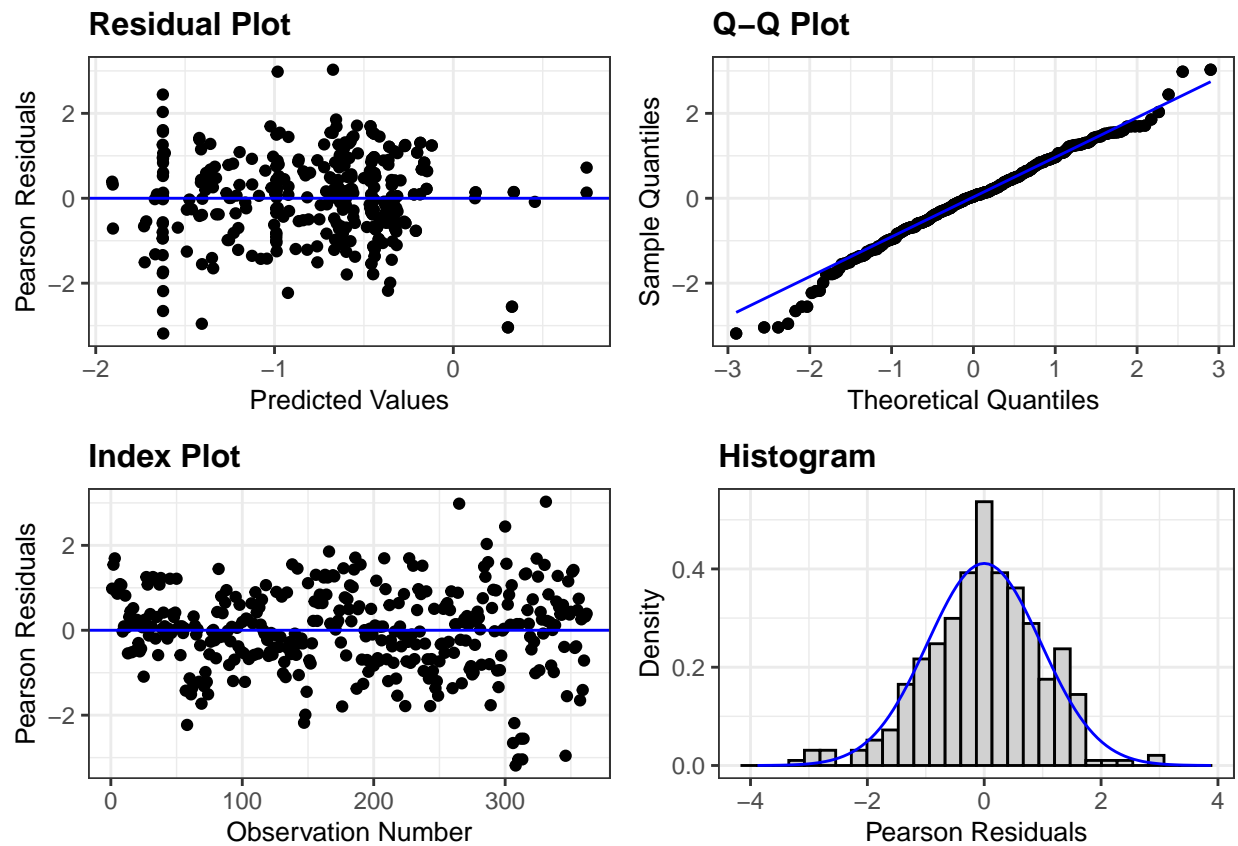 Residual Plot
Pearson Residuals
2
0
−2
−2
−1
0
Predicted Values
Q−Q Plot
Sample Quantiles
2
0
−2
−3
−2
−1
0
1
2
3
Theoretical Quantiles
Index Plot
Pearson Residuals
2
0
−2
0
100
200
300
Observation Number
Histogram
Density
0.4
0.2
0.0
−4
−2
0
2
4
Pearson Residuals